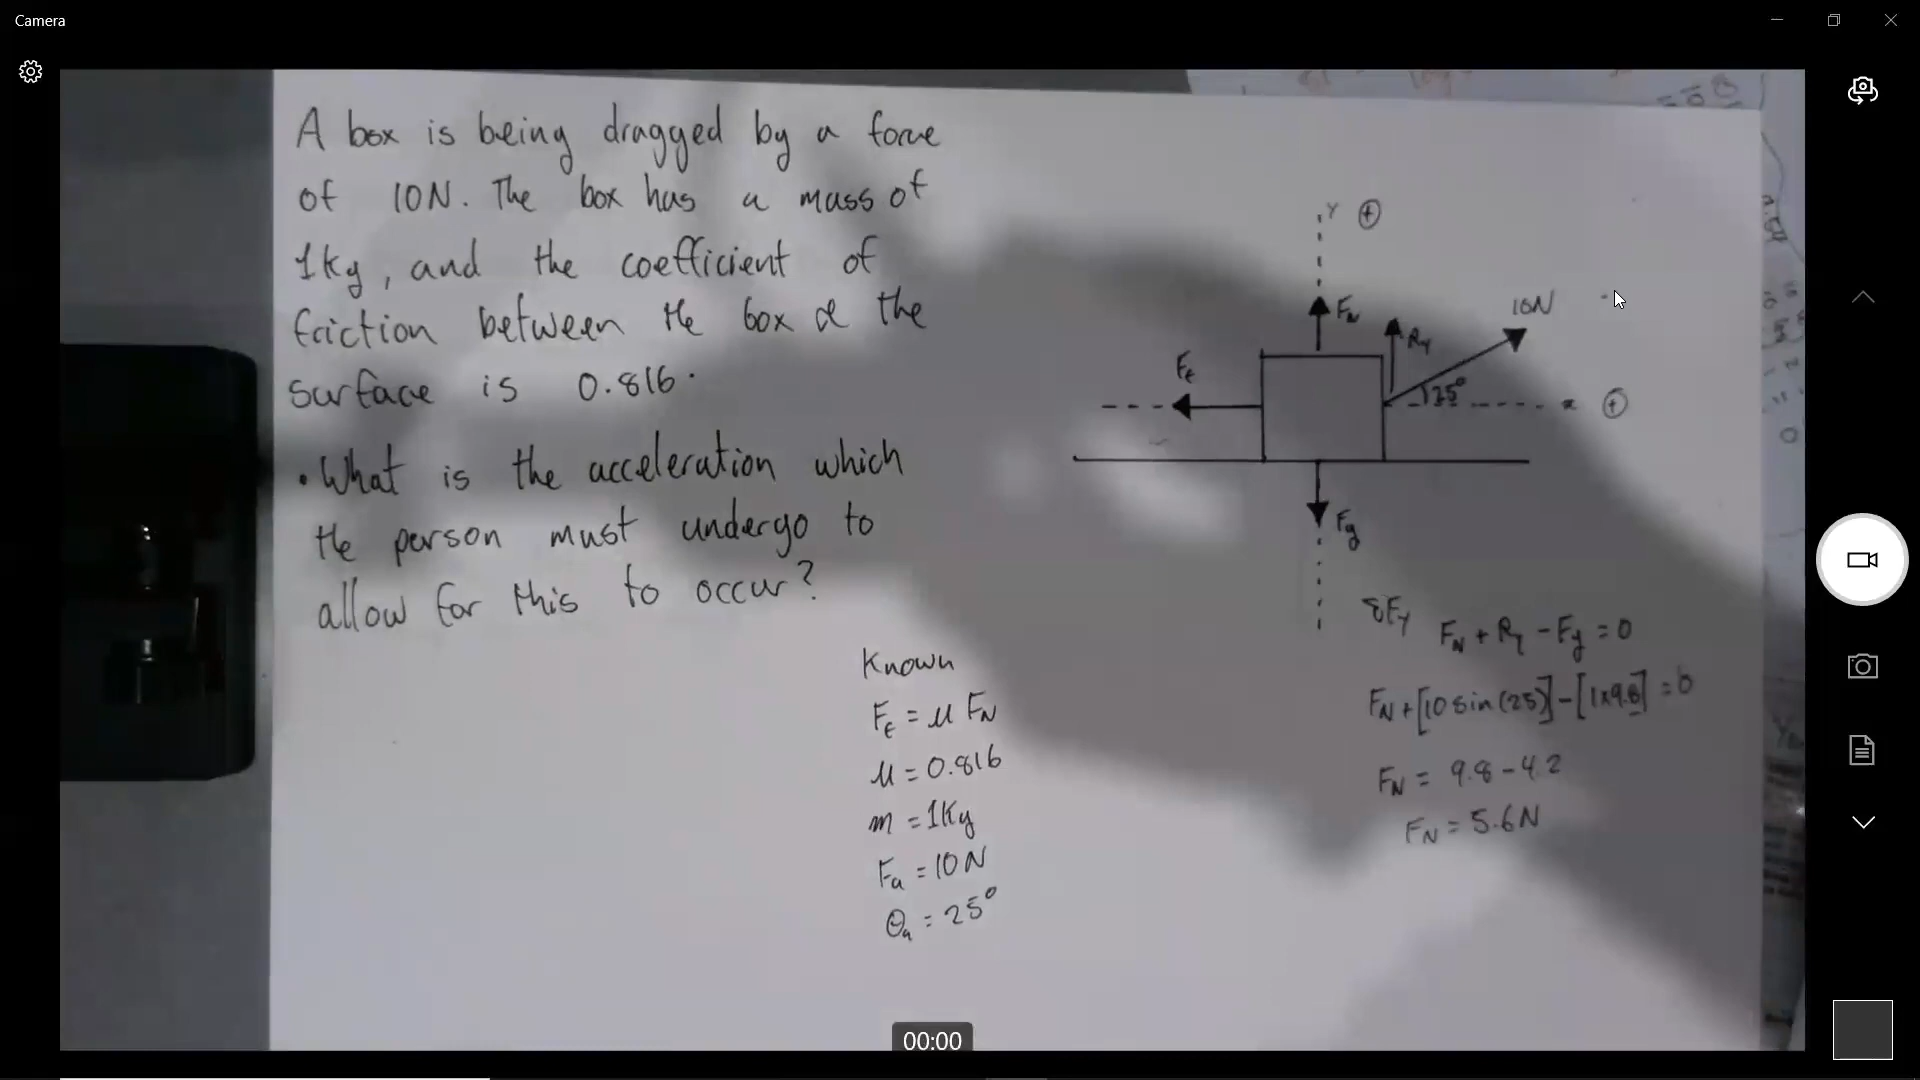 Camera
A box is being dragged by a force
of 10N. The box has a mass of
1kg, and the coefficient of
friction between the box & the
surface is 0.816.
• What is the acceleration which
the person must undergo to
allow for this to occur?
Y +
FN
10N
Ry
Ff
25°
x +
Fg
Known
Ff = μ FN
μ = 0.816
m = 1Kg
Fa = 10N
θa = 25°
ΣFy FN + Ry - Fg = 0
FN + [10 sin(25)] - [1x9.8] = 0
FN = 9.8 - 4.2
FN = 5.6N
00:00